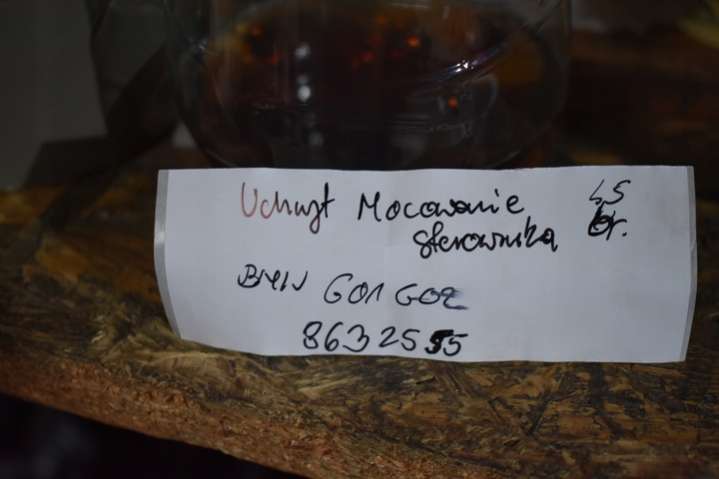 Uchwyt Mocowanie
sterownika
BMW G01 G02
8632555